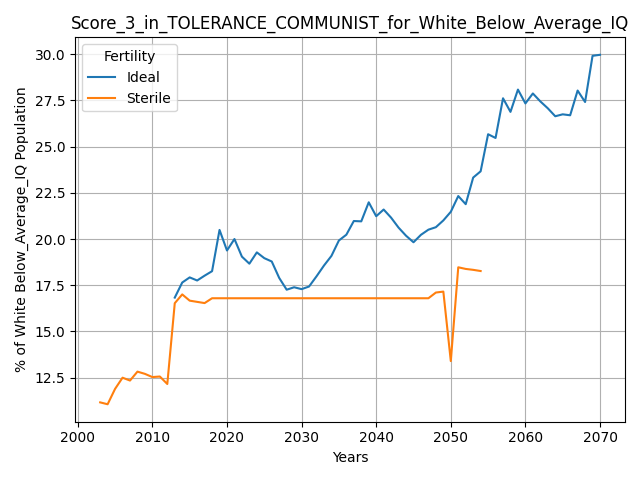 Score_3_in_TOLERANCE_COMMUNIST_for_White_Below_Average_IQ
Fertility
Ideal
Sterile
% of White Below_Average_IQ Population
30.0
27.5
25.0
22.5
20.0
17.5
15.0
12.5
2000 2010 2020 2030 2040 2050 2060 2070
Years